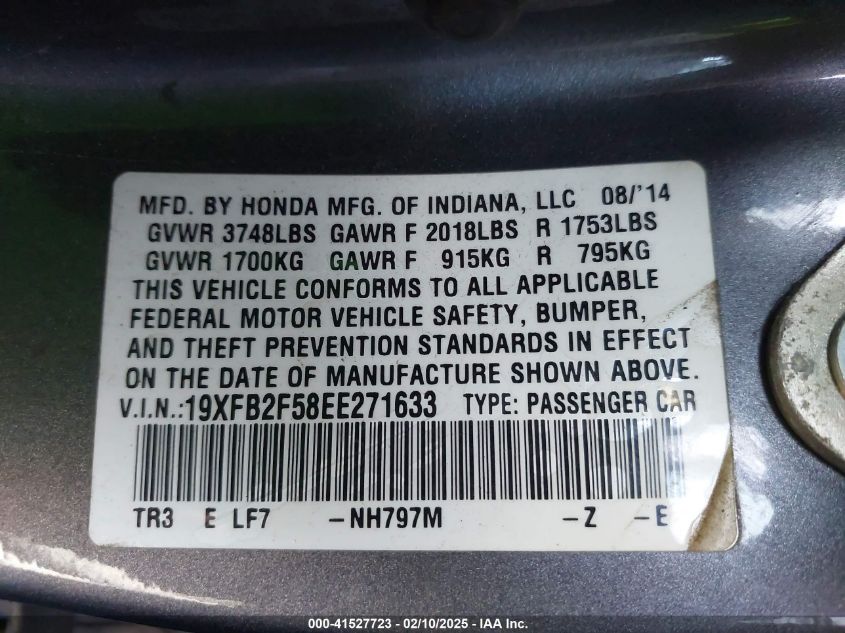 MFD. BY HONDA MFG. OF INDIANA, LLC 08/'14
GVWR 3748LBS GAWR F 2018LBS R 1753LBS
GVWR 1700KG GAWR F 915KG R 795KG
THIS VEHICLE CONFORMS TO ALL APPLICABLE
FEDERAL MOTOR VEHICLE SAFETY, BUMPER,
AND THEFT PREVENTION STANDARDS IN EFFECT
ON THE DATE OF MANUFACTURE SHOWN ABOVE.
V.I.N.:19XFB2F58EE271633 TYPE: PASSENGER CAR
TR3 E LF7 -NH797M -Z -E
000-41527723 — 02/10/2025 — IAA Inc.